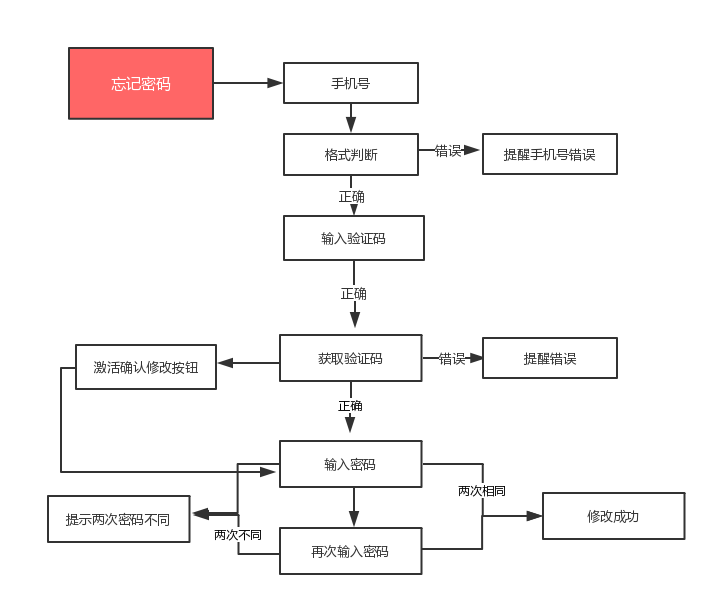 忘记密码
手机号
格式判断
错误
提醒手机号错误
正确
输入验证码
正确
获取验证码
错误
提醒错误
激活确认修改按钮
正确
输入密码
两次相同
提示两次密码不同
两次不同
修改成功
再次输入密码